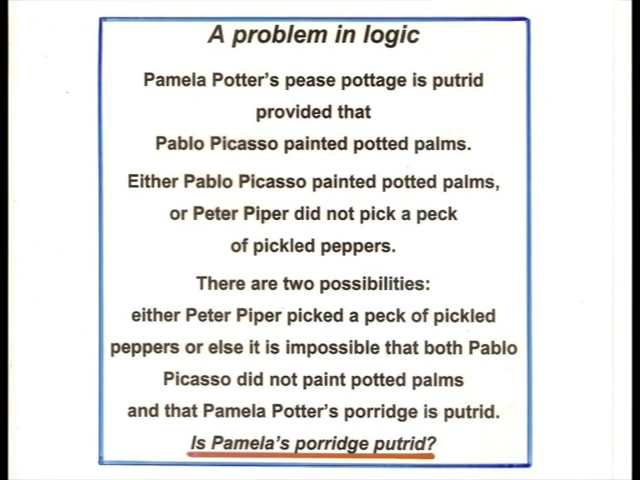 A problem in logic
Pamela Potter's pease pottage is putrid
provided that
Pablo Picasso painted potted palms.
Either Pablo Picasso painted potted palms,
or Peter Piper did not pick a peck
of pickled peppers.
There are two possibilities:
either Peter Piper picked a peck of pickled
peppers or else it is impossible that both Pablo
Picasso did not paint potted palms
and that Pamela Potter's porridge is putrid.
Is Pamela's porridge putrid?